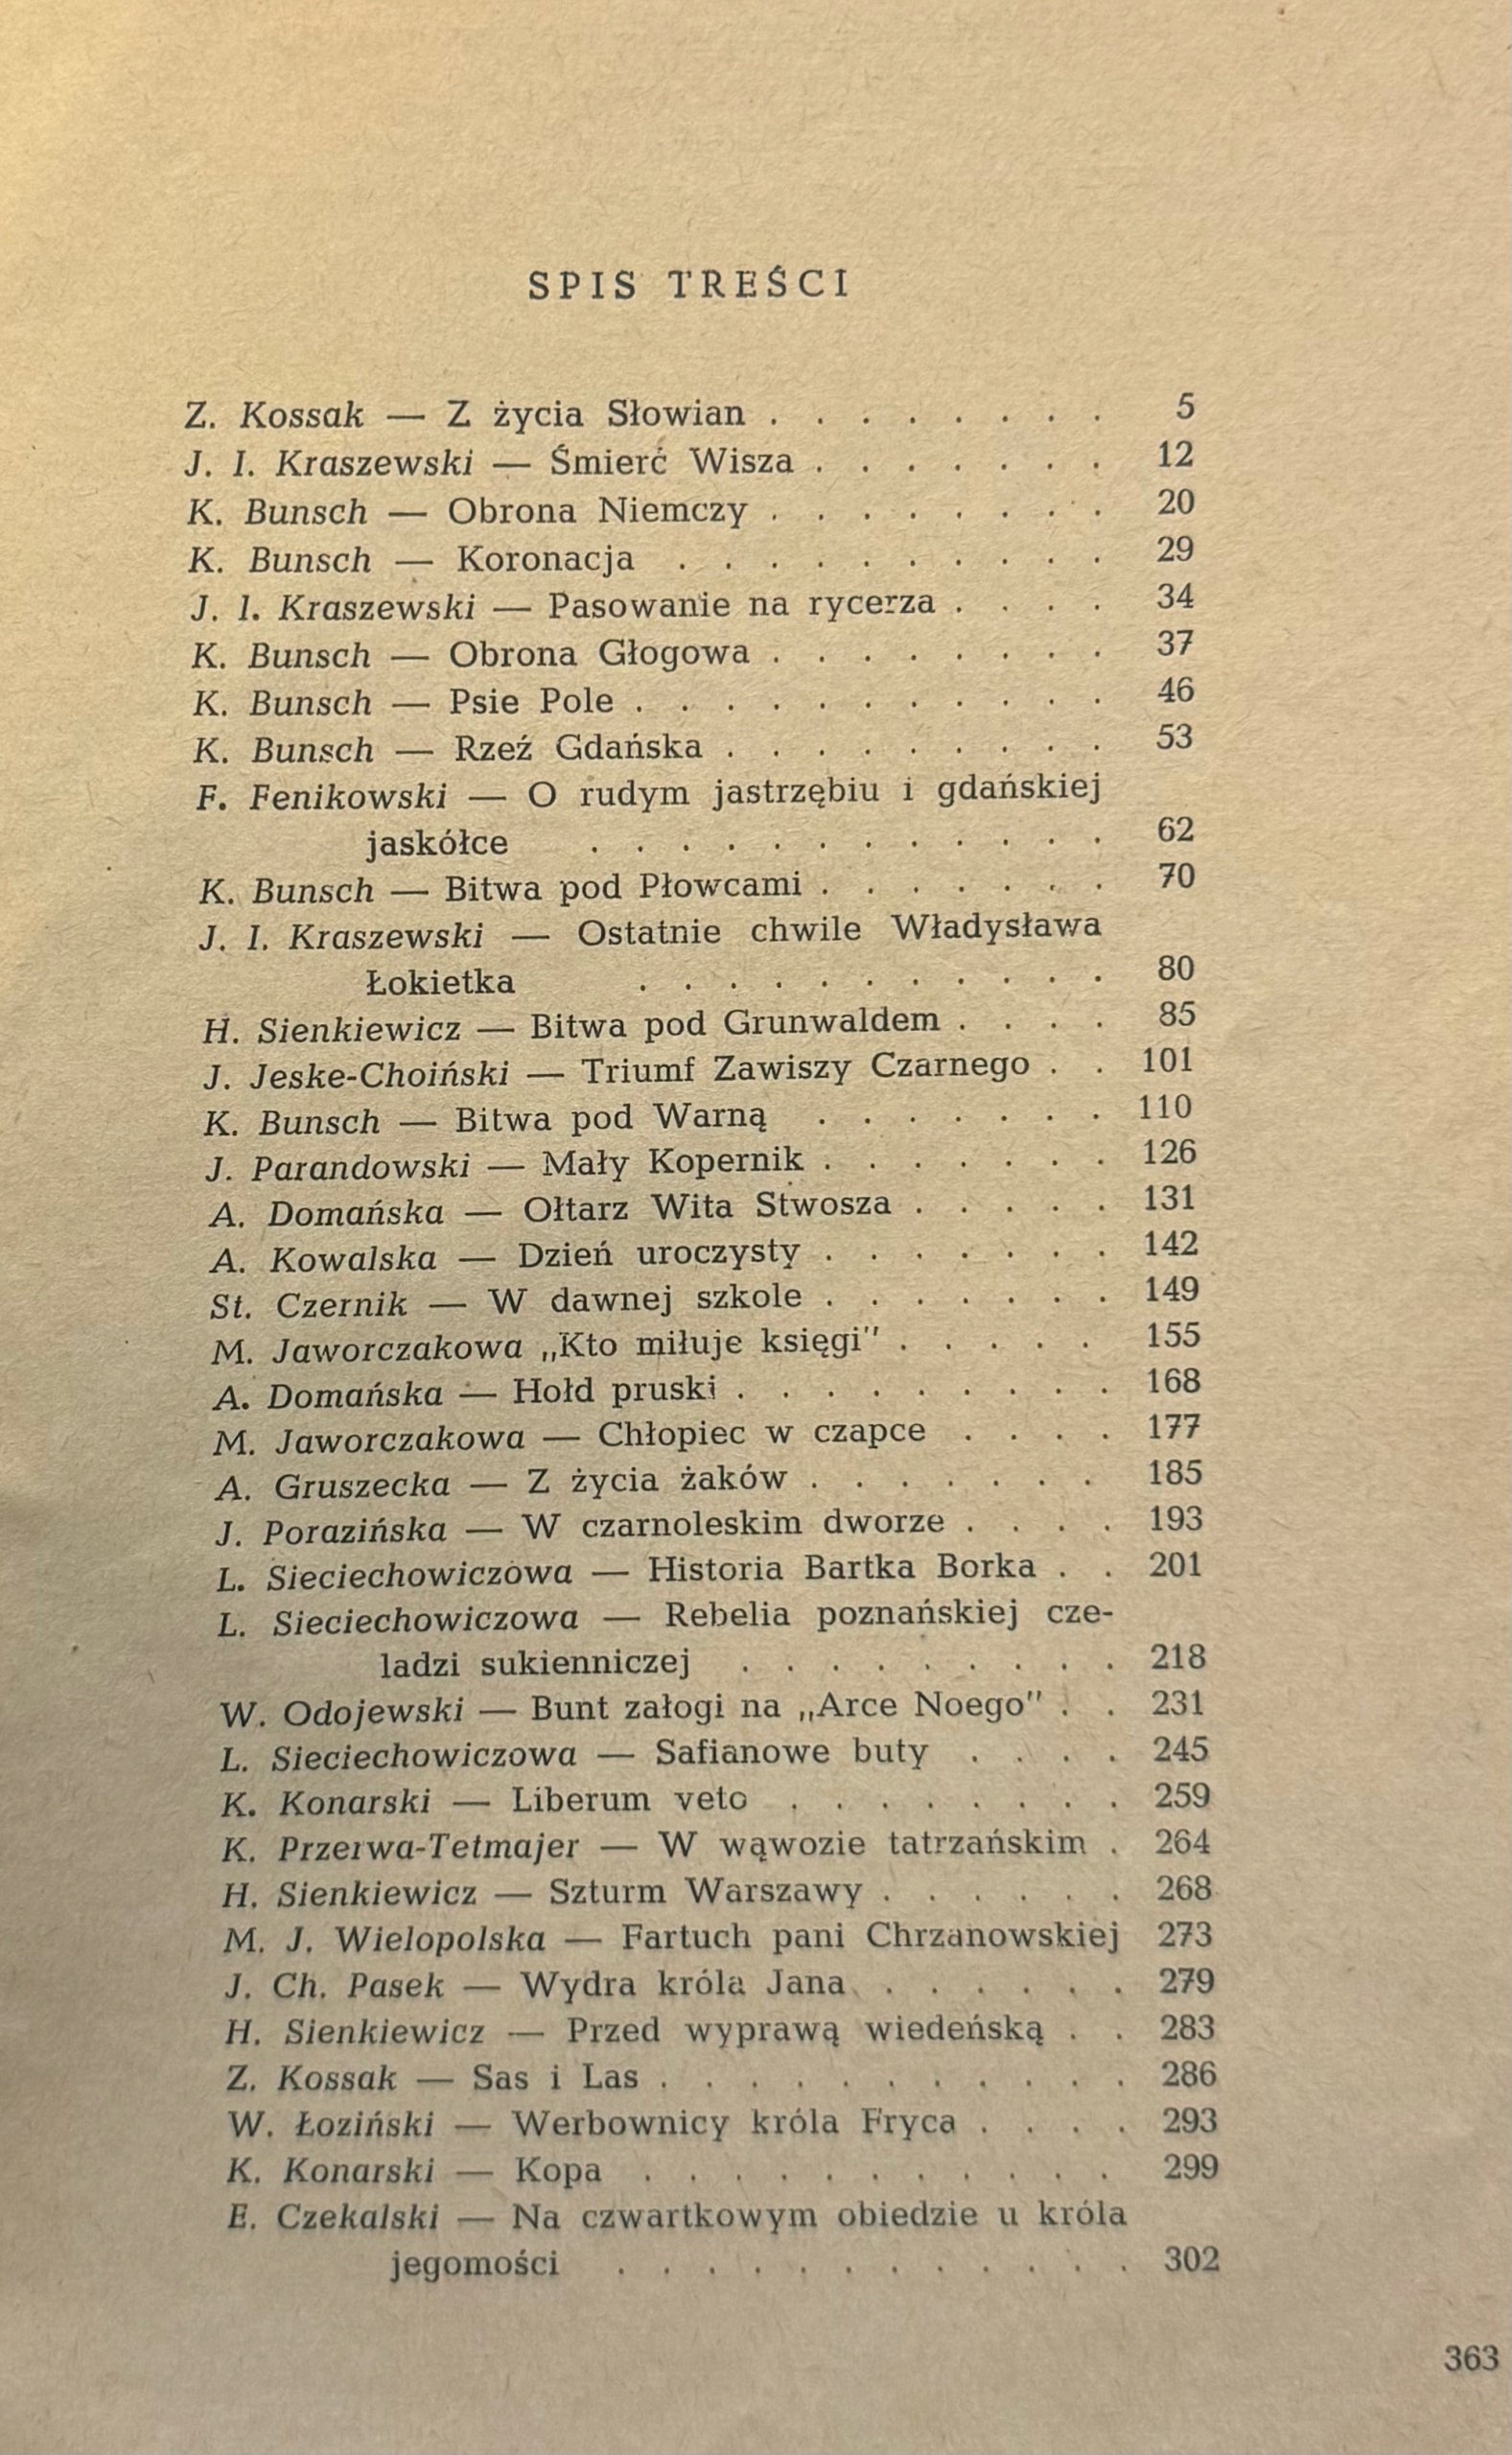 SPIS TREŚCI
Z. Kossak — Z życia Słowian . . . . . . . . 5
J. I. Kraszewski — Śmierć Wisza . . . . . . . 12
K. Bunsch — Obrona Niemczy . . . . . . . . 20
K. Bunsch — Koronacja . . . . . . . . . . 29
J. I. Kraszewski — Pasowanie na rycerza . . . . 34
K. Bunsch — Obrona Głogowa . . . . . . . . 37
K. Bunsch — Psie Pole . . . . . . . . . . . 46
K. Bunsch — Rzeź Gdańska . . . . . . . . . 53
F. Fenikowski — O rudym jastrzębiu i gdańskiej
jaskółce . . . . . . . . . . . . 62
K. Bunsch — Bitwa pod Płowcami . . . . . . . 70
J. I. Kraszewski — Ostatnie chwile Władysława
Łokietka . . . . . . . . . . . 80
H. Sienkiewicz — Bitwa pod Grunwaldem . . . . 85
J. Jeske-Choiński — Triumf Zawiszy Czarnego . . 101
K. Bunsch — Bitwa pod Warną . . . . . . . 110
J. Parandowski — Mały Kopernik . . . . . . . 126
A. Domańska — Ołtarz Wita Stwosza . . . . . 131
A. Kowalska — Dzień uroczysty . . . . . . . 142
St. Czernik — W dawnej szkole . . . . . . . 149
M. Jaworczakowa „Kto miłuje księgi" . . . . . 155
A. Domańska — Hołd pruski . . . . . . . . . 168
M. Jaworczakowa — Chłopiec w czapce . . . . 177
A. Gruszecka — Z życia żaków . . . . . . . 185
J. Porazińska — W czarnoleskim dworze . . . . 193
L. Sieciechowiczowa — Historia Bartka Borka . . 201
L. Sieciechowiczowa — Rebelia poznańskiej cze-
ladzi sukienniczej . . . . . . . . . 218
W. Odojewski — Bunt załogi na „Arce Noego" . . 231
L. Sieciechowiczowa — Safianowe buty . . . . 245
K. Konarski — Liberum veto . . . . . . . . 259
K. Przerwa-Tetmajer — W wąwozie tatrzańskim . 264
H. Sienkiewicz — Szturm Warszawy . . . . . . 268
M. J. Wielopolska — Fartuch pani Chrzanowskiej 273
J. Ch. Pasek — Wydra króla Jana . . . . . . 279
H. Sienkiewicz — Przed wyprawą wiedeńską . . 283
Z. Kossak — Sas i Las . . . . . . . . . . . 286
W. Łoziński — Werbownicy króla Fryca . . . . 293
K. Konarski — Kopa . . . . . . . . . . . 299
E. Czekalski — Na czwartkowym obiedzie u króla
jegomości . . . . . . . . . . . . 302
363